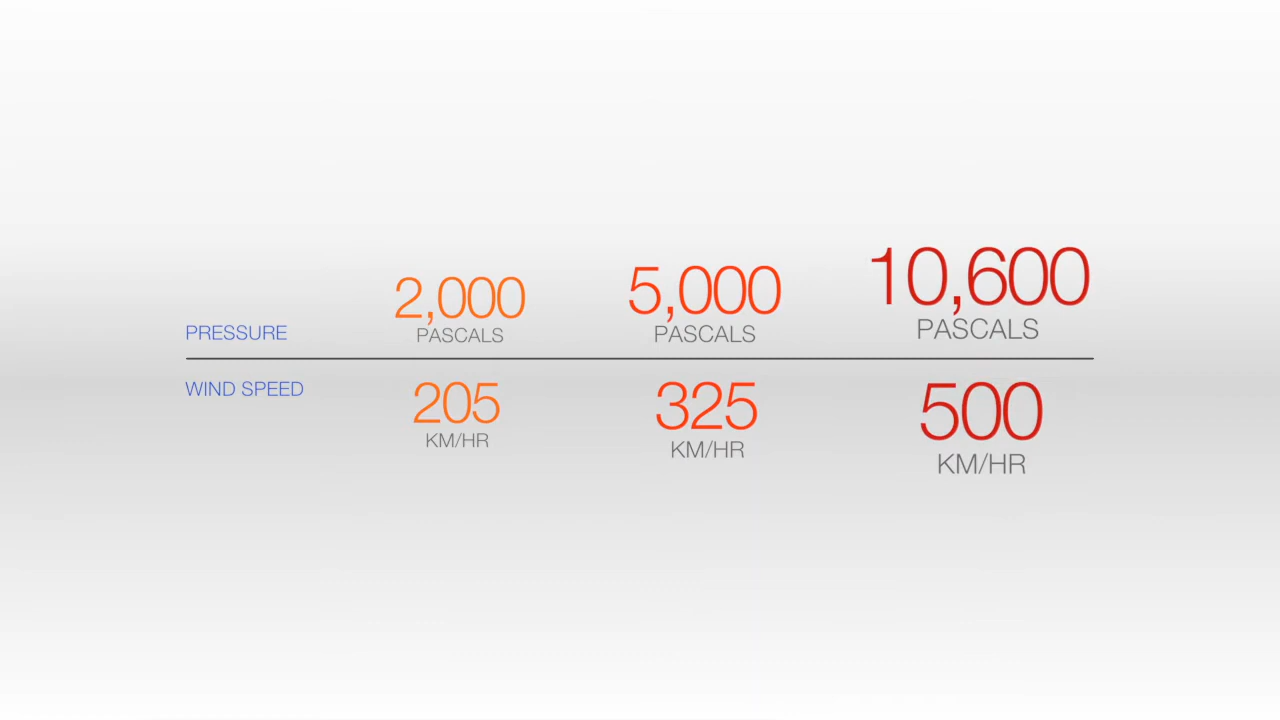 PRESSURE 2,000 5,000 10,600
PASCALS PASCALS PASCALS
WIND SPEED 205 325 500
KM/HR KM/HR KM/HR